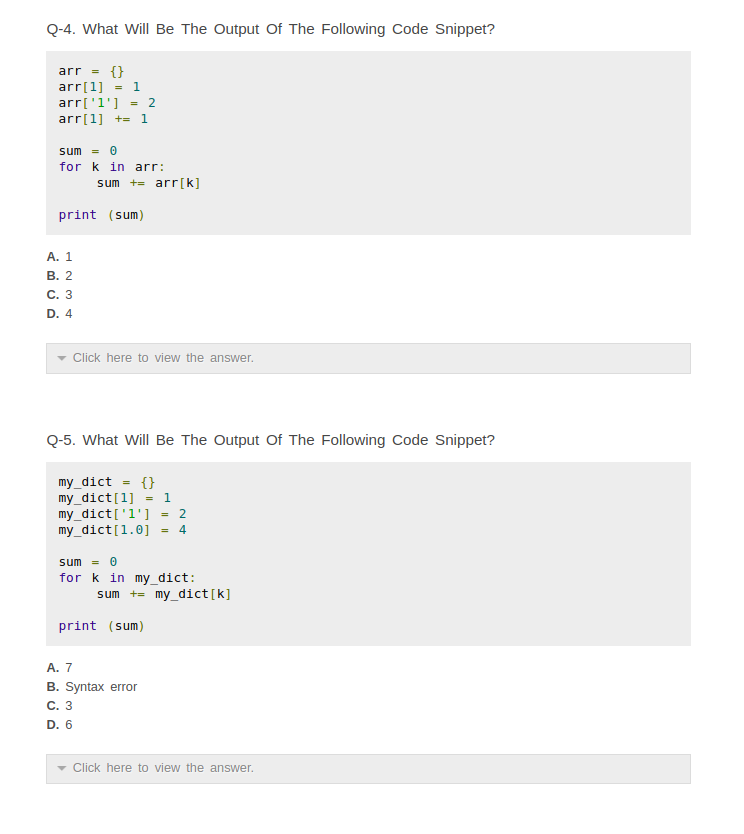 Q-4. What Will Be The Output Of The Following Code Snippet?
arr = {}
arr[1] = 1
arr['1'] = 2
arr[1] += 1
sum = 0
for k in arr:
     sum += arr[k]
print (sum)
A. 1
B. 2
C. 3
D. 4
Click here to view the answer.
Q-5. What Will Be The Output Of The Following Code Snippet?
my_dict = {}
my_dict[1] = 1
my_dict['1'] = 2
my_dict[1.0] = 4
sum = 0
for k in my_dict:
     sum += my_dict[k]
print (sum)
A. 7
B. Syntax error
C. 3
D. 6
Click here to view the answer.